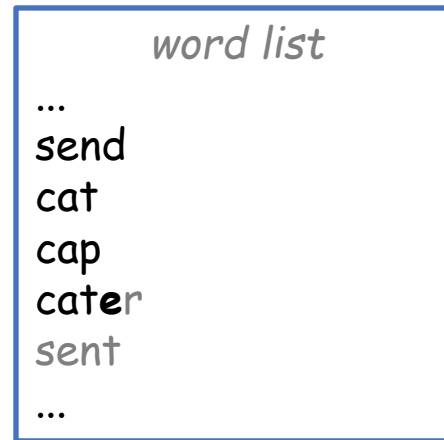 word list
...
send
cat
cap
cater
sent
...